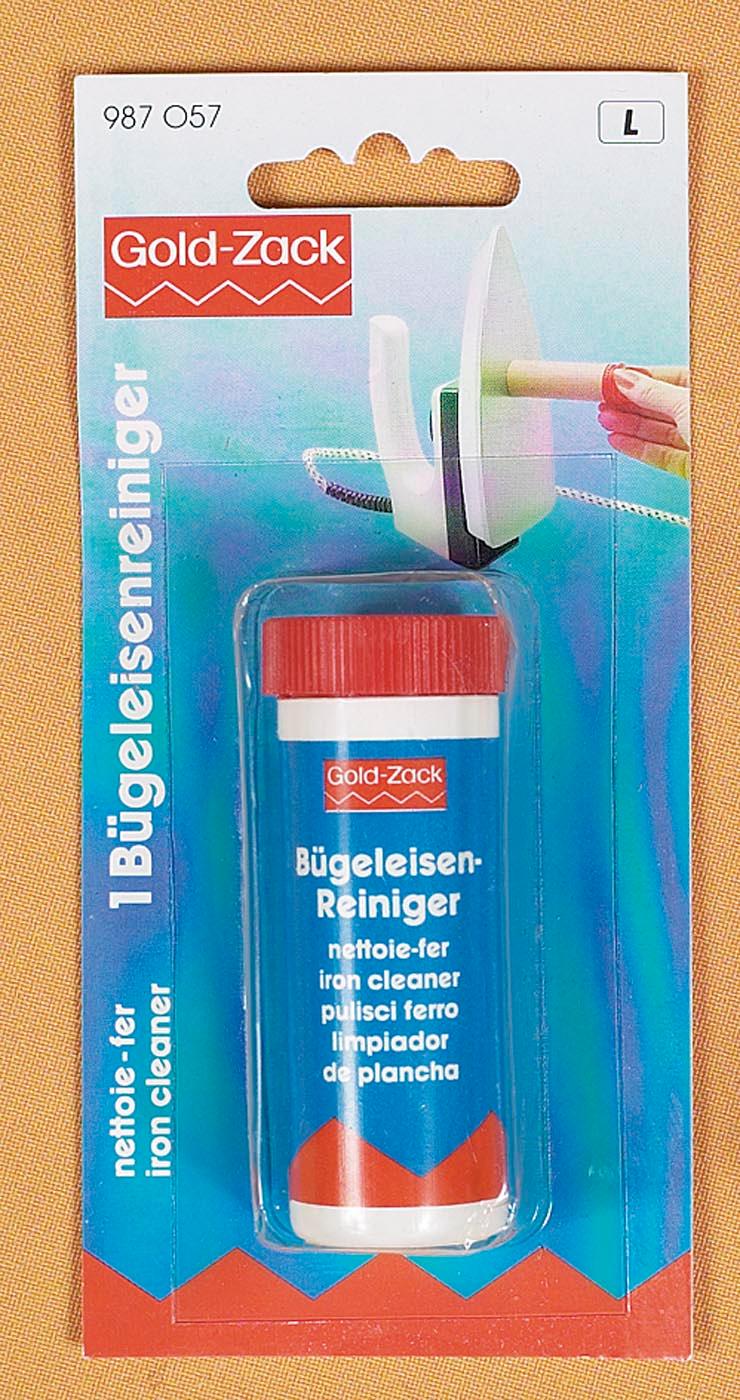 987 057
L
Gold-Zack
1 Bügeleisenreiniger
nettoie-fer
iron cleaner
Gold-Zack
Bügeleisen-
Reiniger
nettoie-fer
iron cleaner
pulisci ferro
limpiador
de plancha